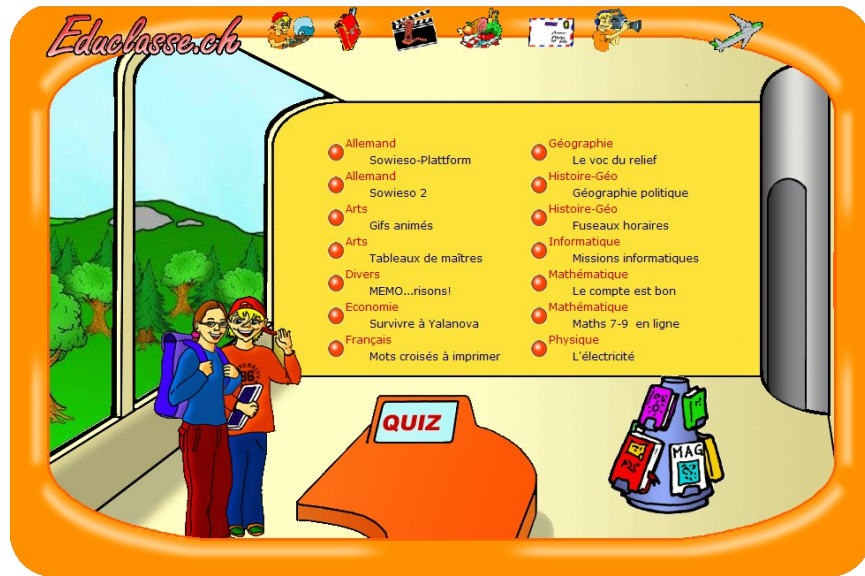 Educlasse.ch
Allemand
Sowieso-Plattform
Allemand
Sowieso 2
Arts
Gifs animés
Arts
Tableaux de maîtres
Divers
MEMO...risons!
Economie
Survivre à Yalanova
Français
Mots croisés à imprimer
Géographie
Le voc du relief
Histoire-Géo
Géographie politique
Histoire-Géo
Fuseaux horaires
Informatique
Missions informatiques
Mathématique
Le compte est bon
Mathématique
Maths 7-9 en ligne
Physique
L'électricité
QUIZ
MAG